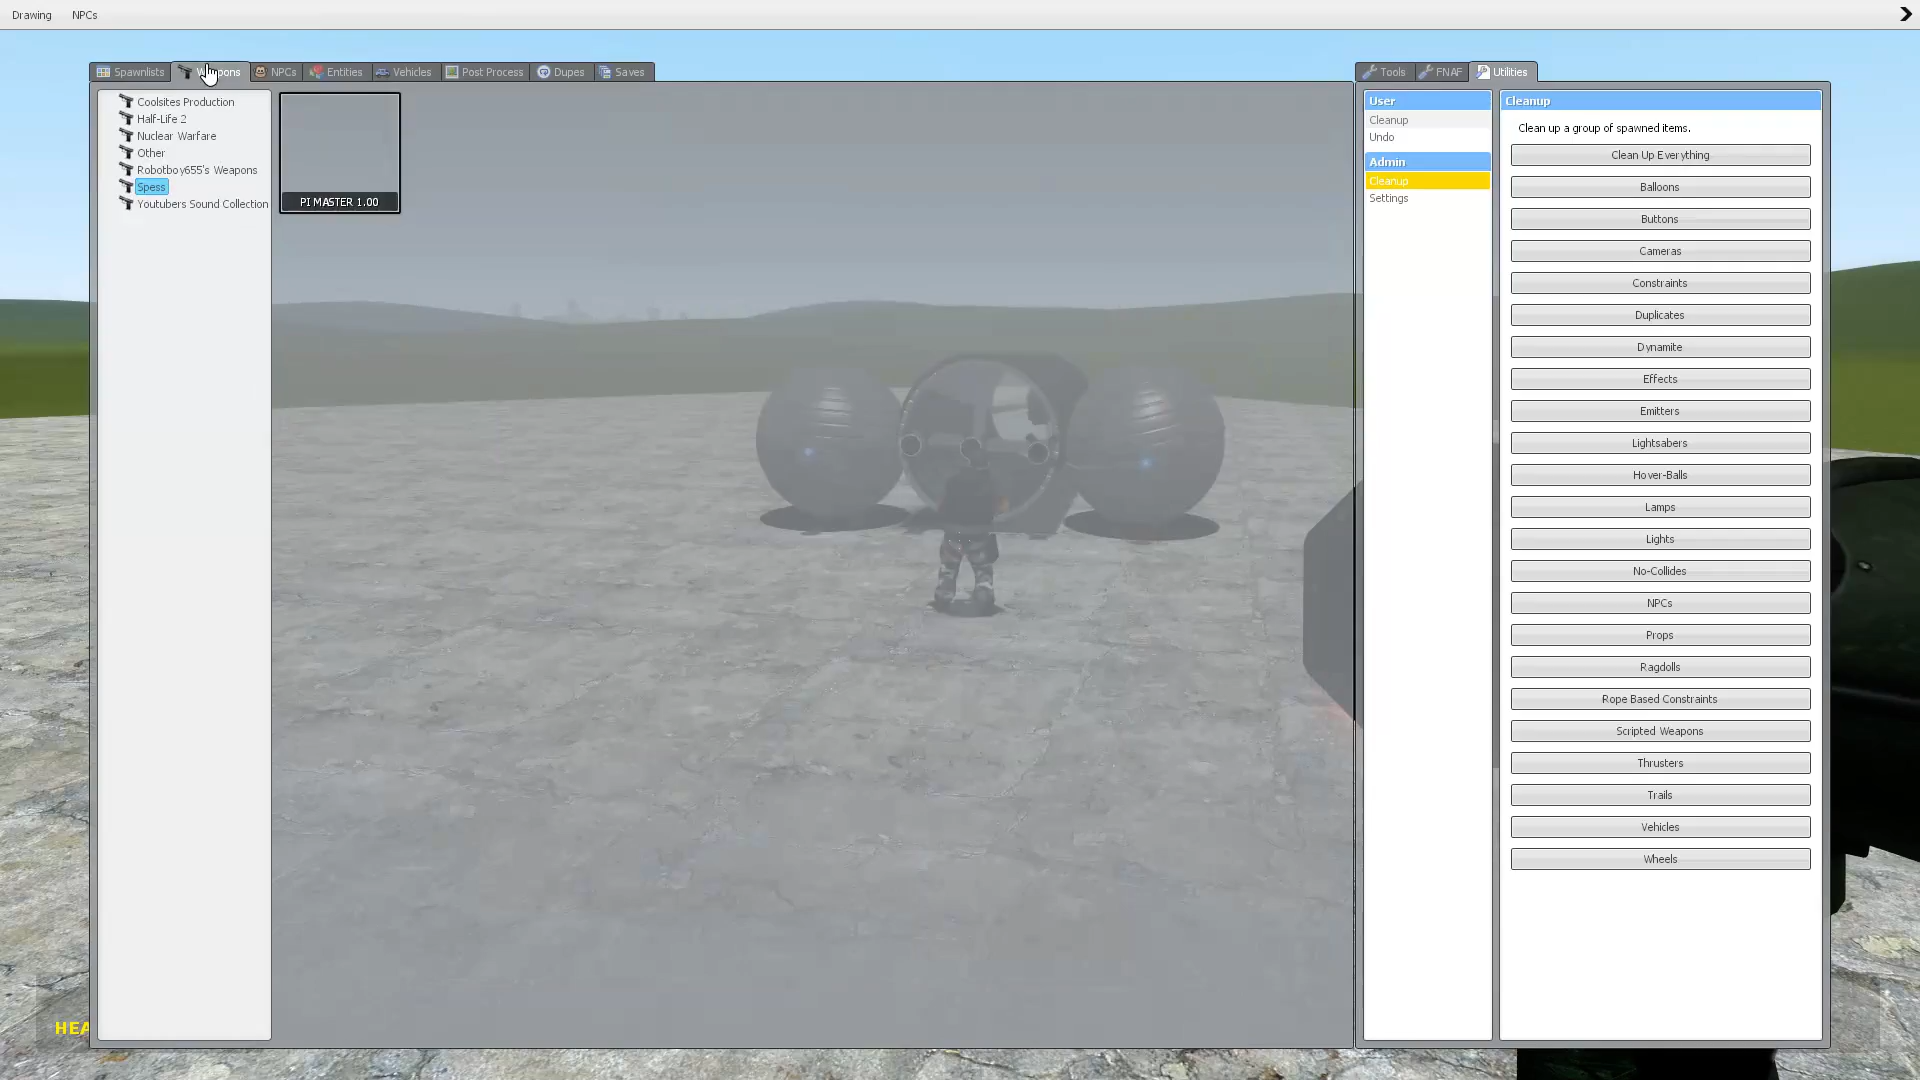 Drawing NPCs
Spawnlists Weapons NPCs Entities Vehicles Post Process Dupes Saves
Tools FNAF Utilities
Coolsites Production
Half-Life 2
Nuclear Warfare
Other
Robotboy655's Weapons
Spess
Youtubers Sound Collection
PI MASTER 1.00
User
Cleanup
Undo
Admin
Cleanup
Settings
Cleanup
Clean up a group of spawned items.
Clean Up Everything
Balloons
Buttons
Cameras
Constraints
Duplicates
Dynamite
Effects
Emitters
Lightsabers
Hover-Balls
Lamps
Lights
No-Collides
NPCs
Props
Ragdolls
Rope Based Constraints
Scripted Weapons
Thrusters
Trails
Vehicles
Wheels
HEA